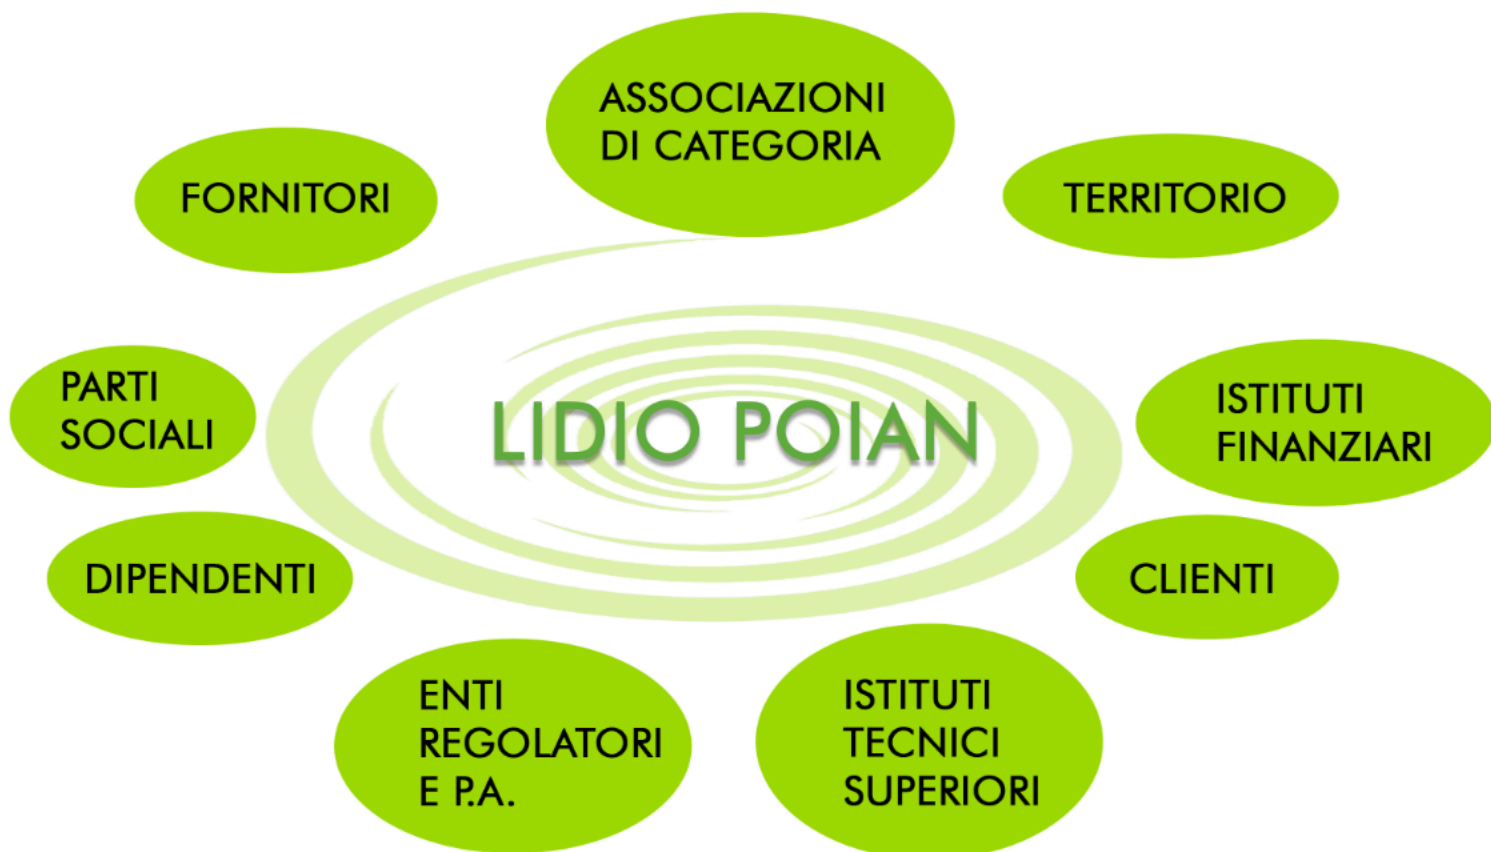 ASSOCIAZIONI
DI CATEGORIA
FORNITORI
TERRITORIO
PARTI
SOCIALI
LIDIO POIAN
ISTITUTI
FINANZIARI
DIPENDENTI
CLIENTI
ENTI
REGOLATORI
E P.A.
ISTITUTI
TECNICI
SUPERIORI